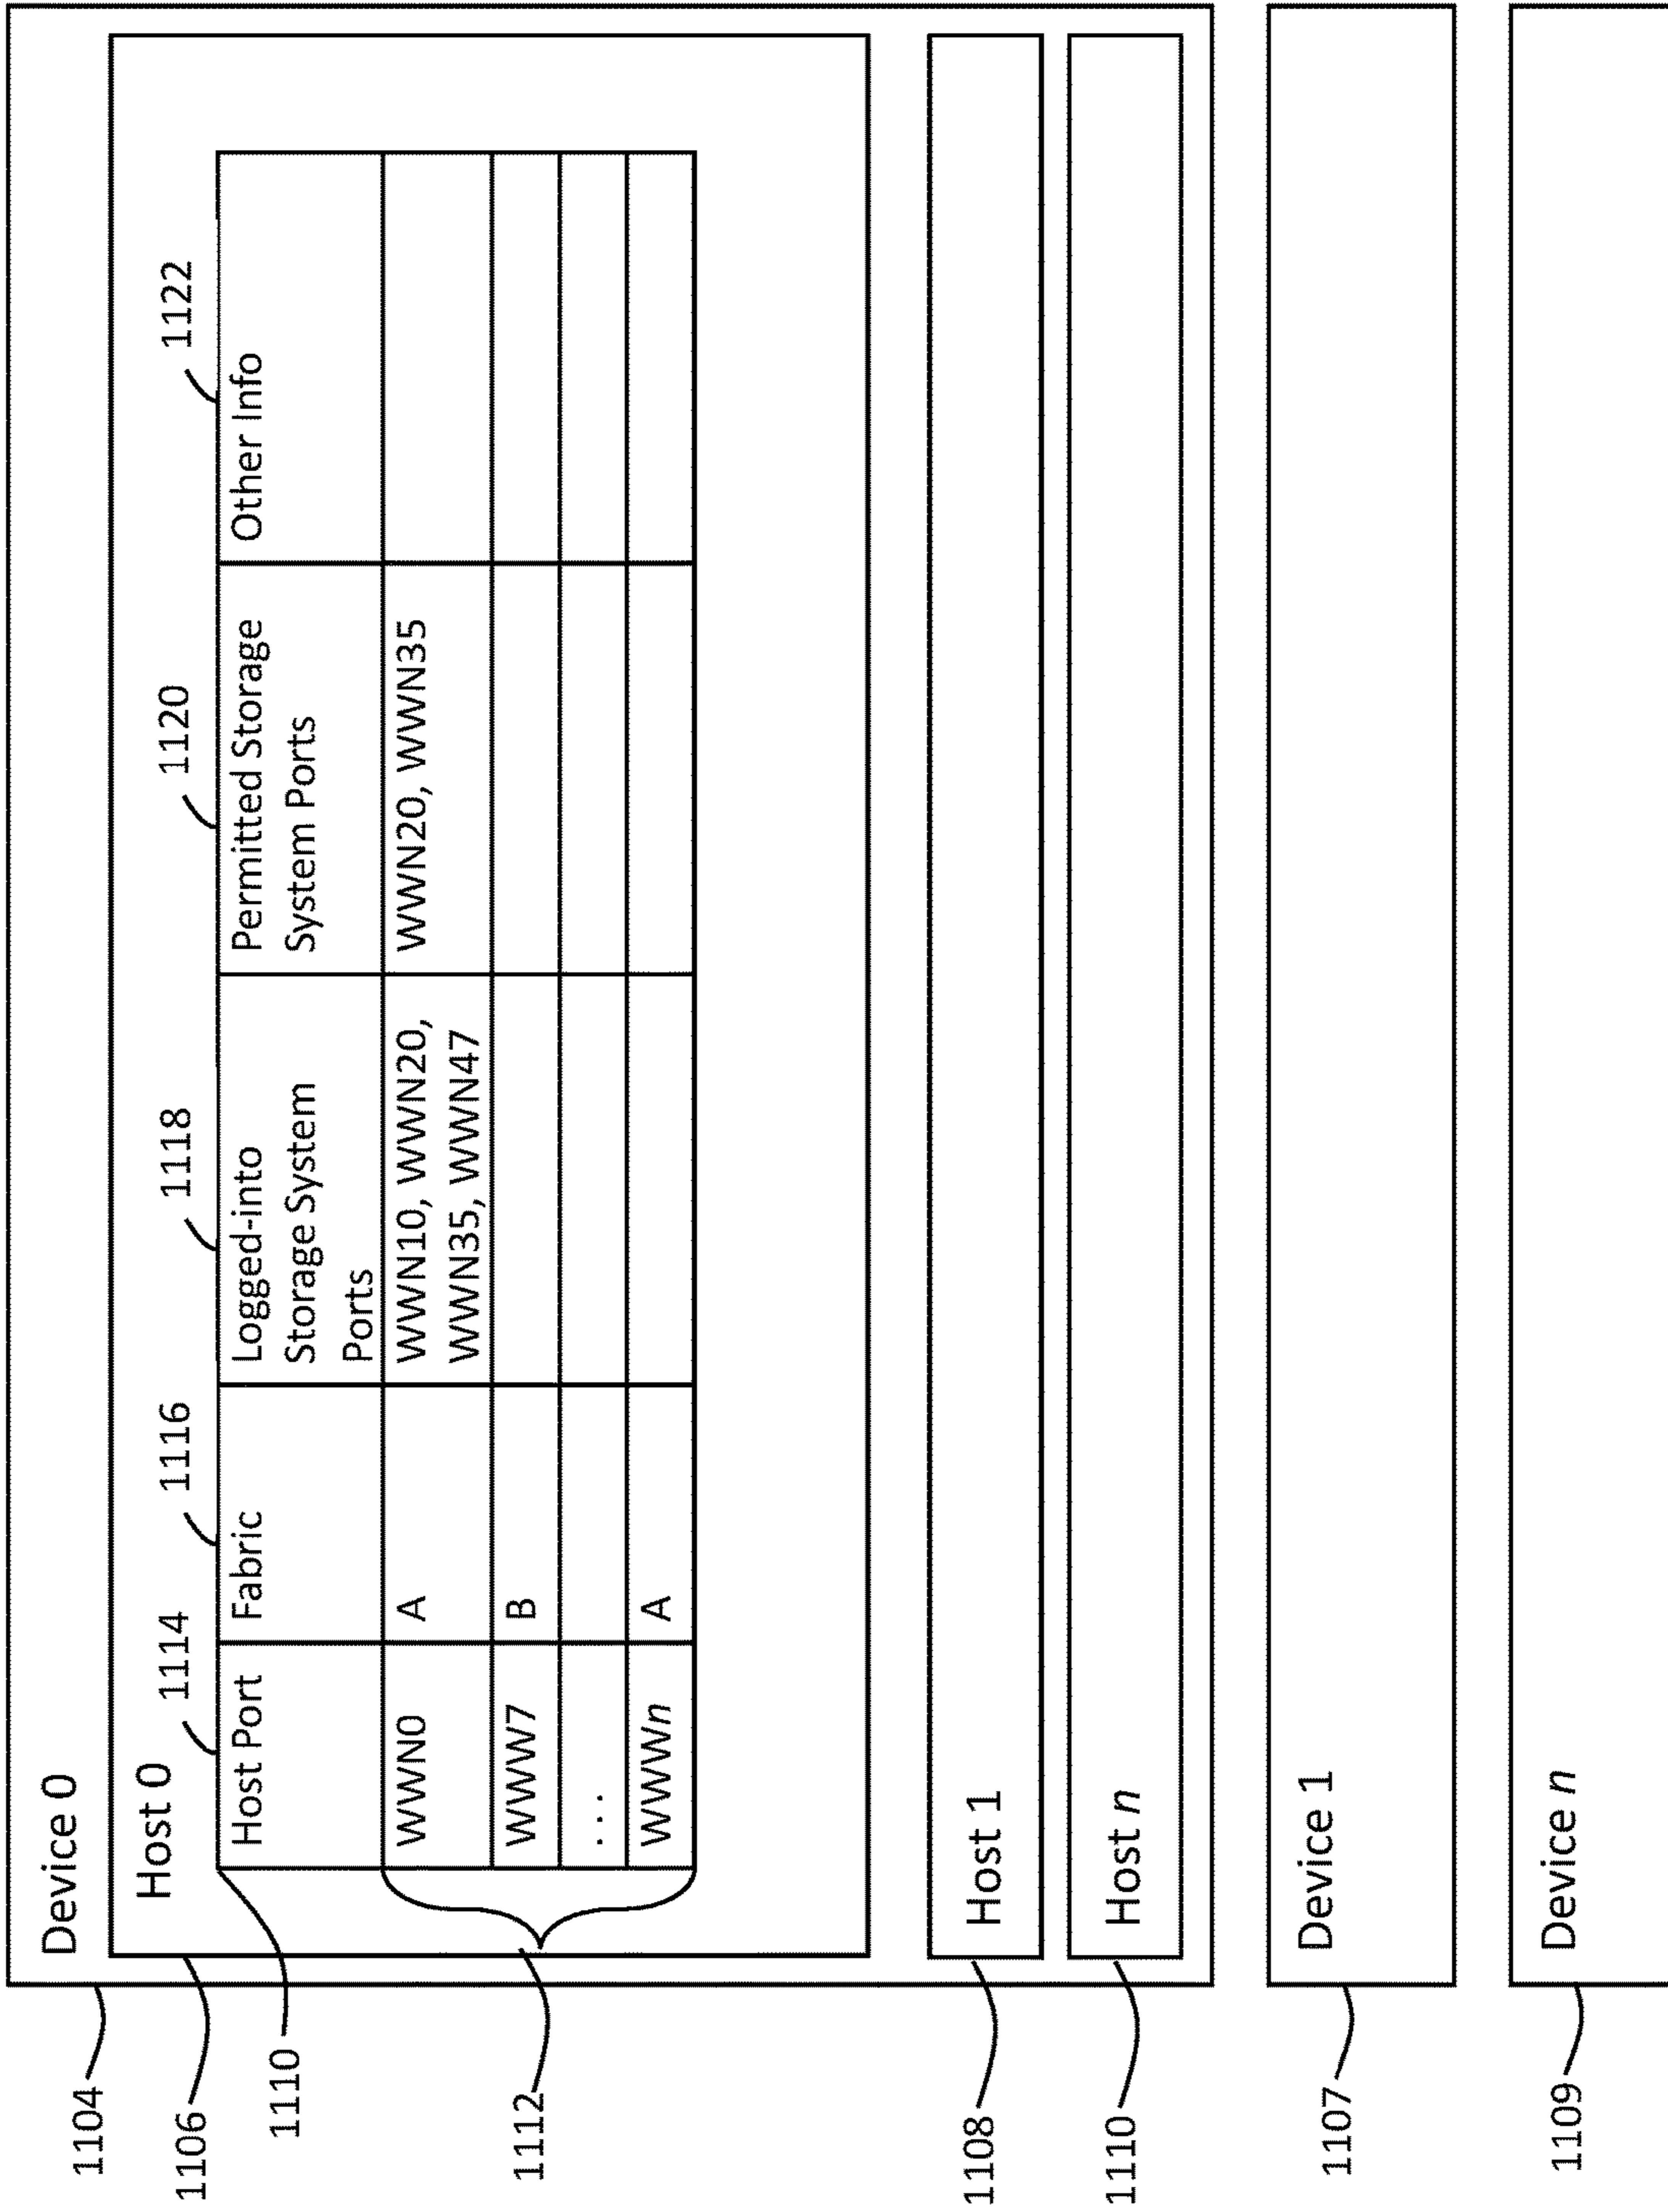 1104
Device 0
1106
Host 0
1114
1116
1118
1120
1122
1110
Host Port
Fabric
Logged-into
Storage System
Ports
Permitted Storage
System Ports
Other Info
1112
WWN0
A
WWN10, WWN20,
WWN35, WWN47
WWN20, WWN35
WWW7
B
. . .
WWWn
A
1108
Host 1
1110
Host n
1107
Device 1
1109
Device n